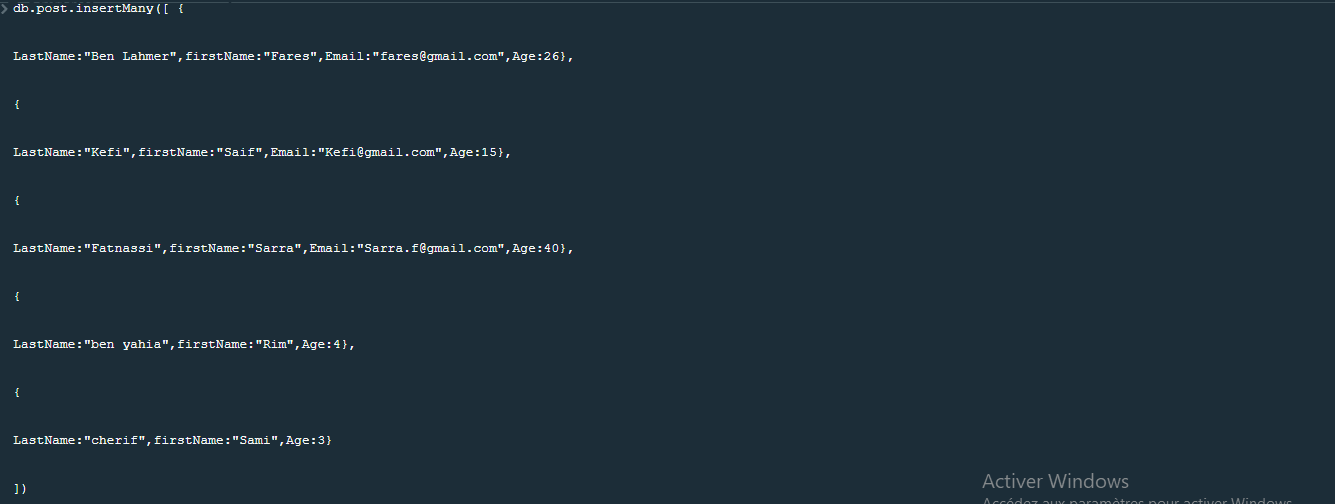 db.post.insertMany([ {
LastName:"Ben Lahmer",firstName:"Fares",Email:"fares@gmail.com",Age:26},
{
LastName:"Kefi",firstName:"Saif",Email:"Kefi@gmail.com",Age:15},
{
LastName:"Fatnassi",firstName:"Sarra",Email:"Sarra.f@gmail.com",Age:40},
{
LastName:"ben yahia",firstName:"Rim",Age:4},
{
LastName:"cherif",firstName:"Sami",Age:3}
])
Activer Windows
Accédez aux paramètres pour activer Windows.